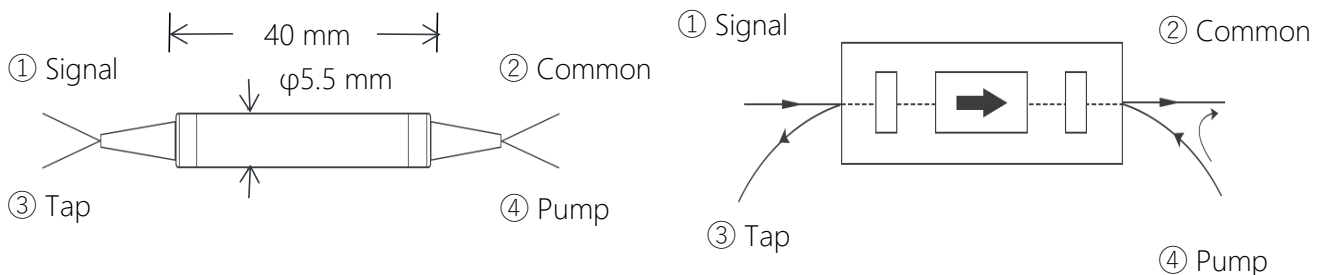 40 mm
φ5.5 mm
① Signal
② Common
③ Tap
④ Pump
① Signal
② Common
③ Tap
④ Pump